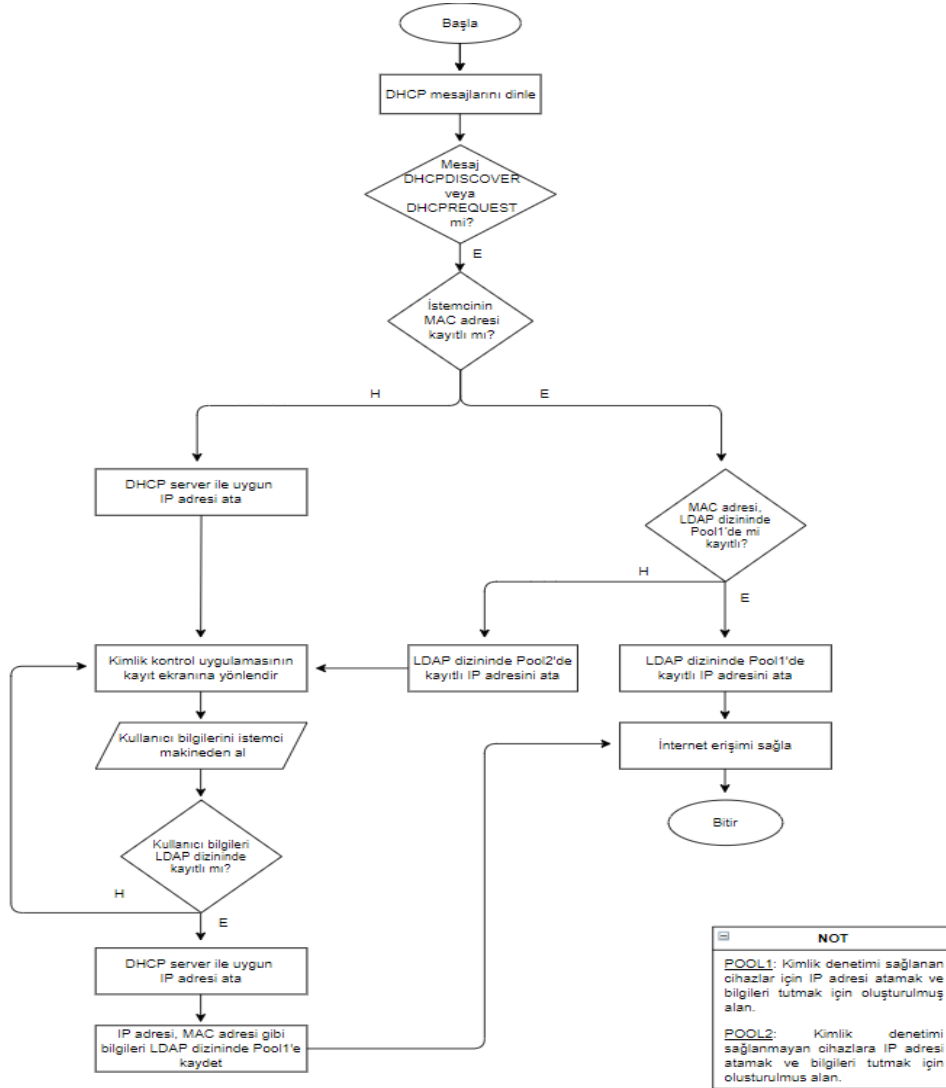 Başla
DHCP mesajlarını dinle
Mesaj
DHCPDISCOVER
veya
DHCPREQUEST
mi?
E
İstemcinin
MAC adresi
kayıtlı mı?
H
E
DHCP server ile uygun
IP adresi ata
MAC adresi,
LDAP dizininde
Pool1'de mi
kayıtlı?
H
E
Kimlik kontrol uygulamasının
kayıt ekranına yönlendir
LDAP dizininde Pool2'de
kayıtlı IP adresini ata
LDAP dizininde Pool1'de
kayıtlı IP adresini ata
Kullanıcı bilgilerini istemci
makineden al
İnternet erişimi sağla
Bitir
Kullanıcı bilgileri
LDAP dizininde
kayıtlı mı?
H
E
DHCP server ile uygun
IP adresi ata
IP adresi, MAC adresi gibi
bilgileri LDAP dizininde Pool1'e
kaydet
NOT
POOL1: Kimlik denetimi sağlanan
cihazlar için IP adresi atamak ve
bilgileri tutmak için oluşturulmuş
alan.
POOL2: Kimlik denetimi
sağlanmayan cihazlara IP adresi
atamak ve bilgileri tutmak için
oluşturulmuş alan.